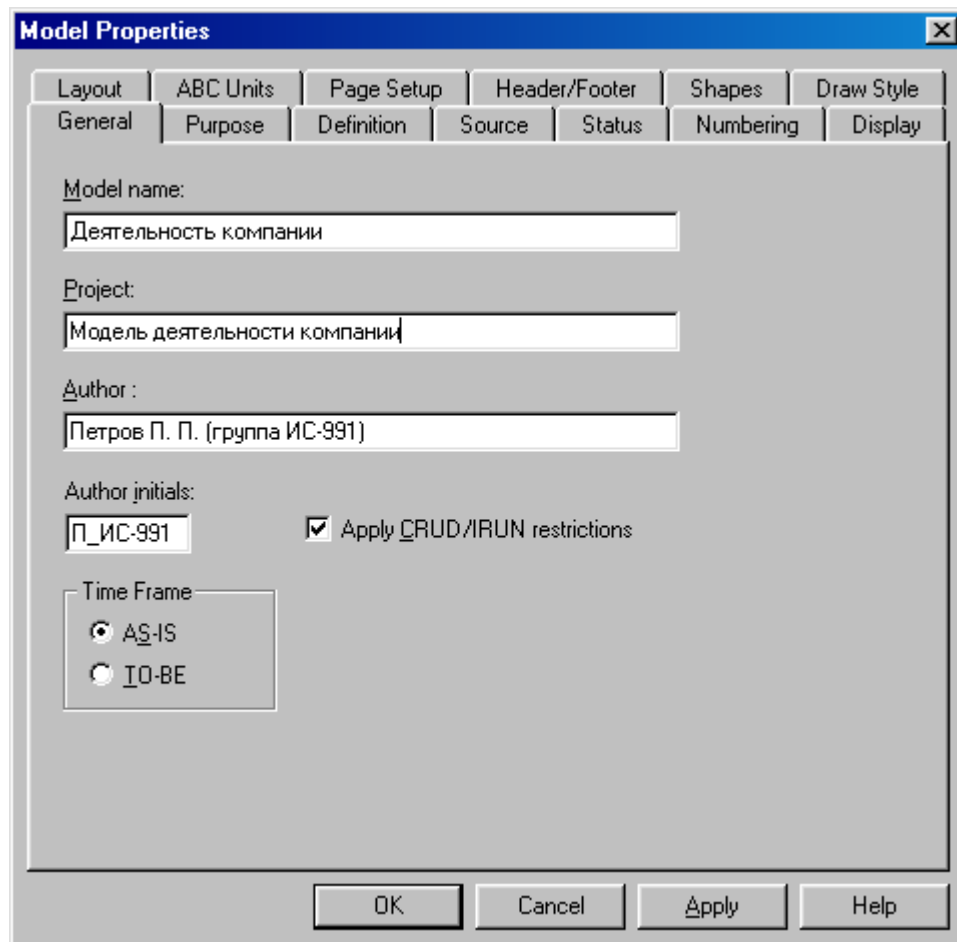 Model Properties
Layout ABC Units Page Setup Header/Footer Shapes Draw Style
General Purpose Definition Source Status Numbering Display
Model name:
Деятельность компании
Project:
Модель деятельности компании
Author :
Петров П. П. (группа ИС-991)
Author initials:
П_ИС-991 Apply CRUD/IRUN restrictions
Time Frame
AS-IS
TO-BE
OK Cancel Apply Help